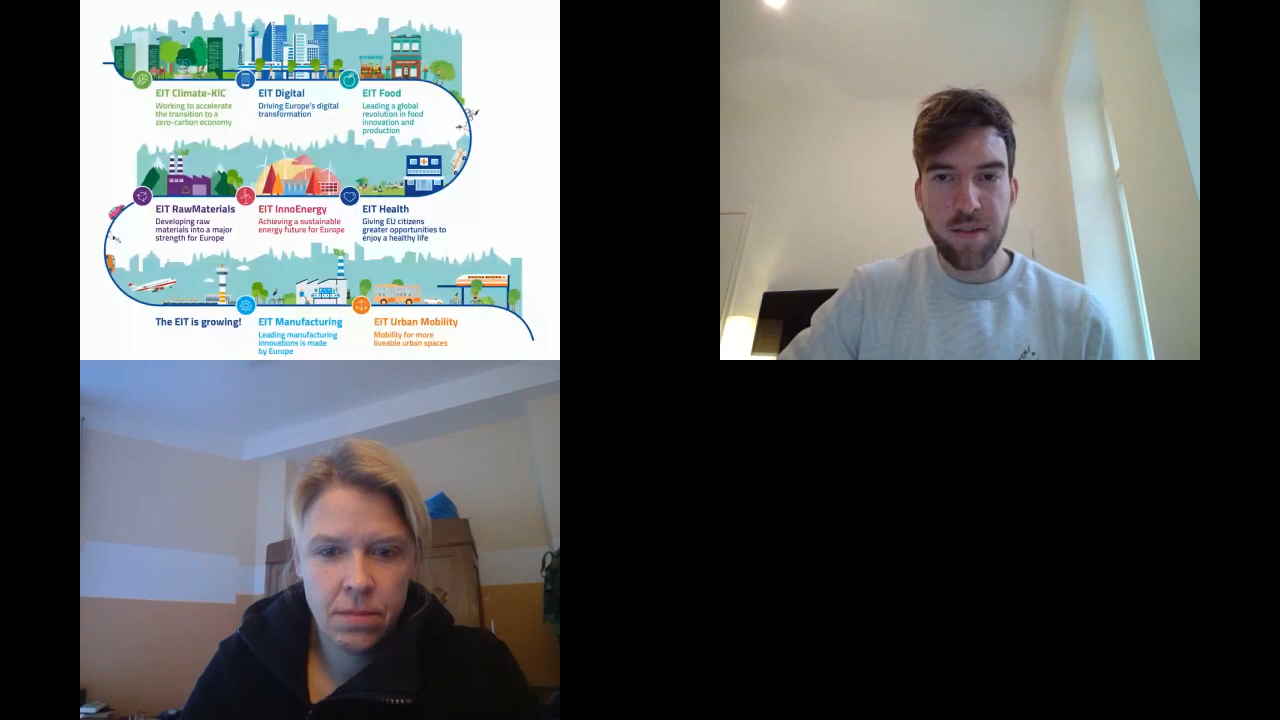 EIT Climate-KIC
Working to accelerate
the transition to a
zero-carbon economy
EIT Digital
Driving Europe's digital
transformation
EIT Food
Leading a global
revolution in food
innovation and
production
EIT RawMaterials
Developing raw
materials into a major
strength for Europe
EIT InnoEnergy
Achieving a sustainable
energy future for Europe
EIT Health
Giving EU citizens
greater opportunities to
enjoy a healthy life
The EIT is growing!
EIT Manufacturing
Leading manufacturing
innovations is made
by Europe
EIT Urban Mobility
Mobility for more
liveable urban spaces